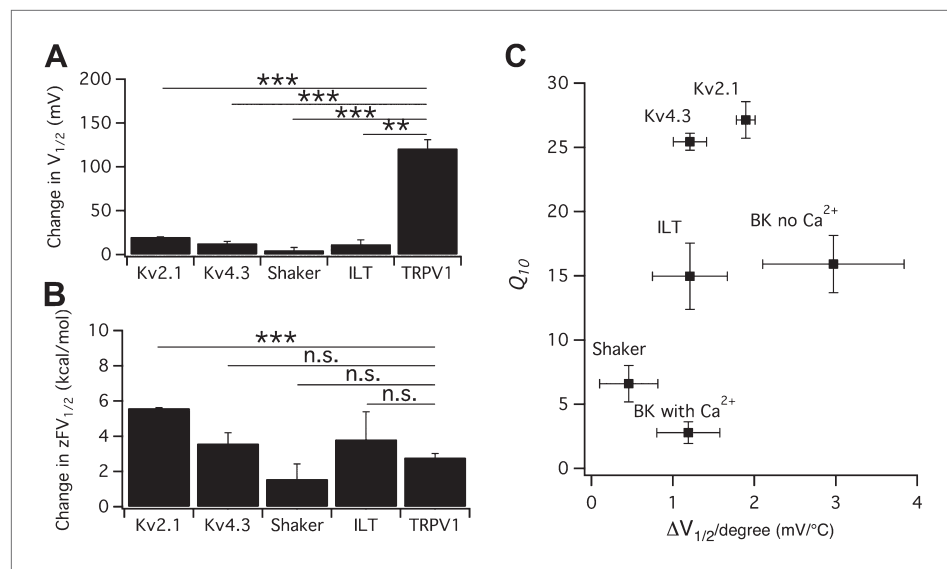 A
Change in V1/2 (mV)
200
150
100
50
0
***
***
***
**
Kv2.1 Kv4.3 Shaker ILT TRPV1
B
Change in zFV1/2 (kcal/mol)
10
8
6
4
2
0
***
n.s.
n.s.
n.s.
Kv2.1 Kv4.3 Shaker ILT TRPV1
C
Q10
30
25
20
15
10
5
0
Kv2.1
Kv4.3
ILT
BK no Ca2+
Shaker
BK with Ca2+
0 1 2 3 4
ΔV1/2/degree (mV/°C)